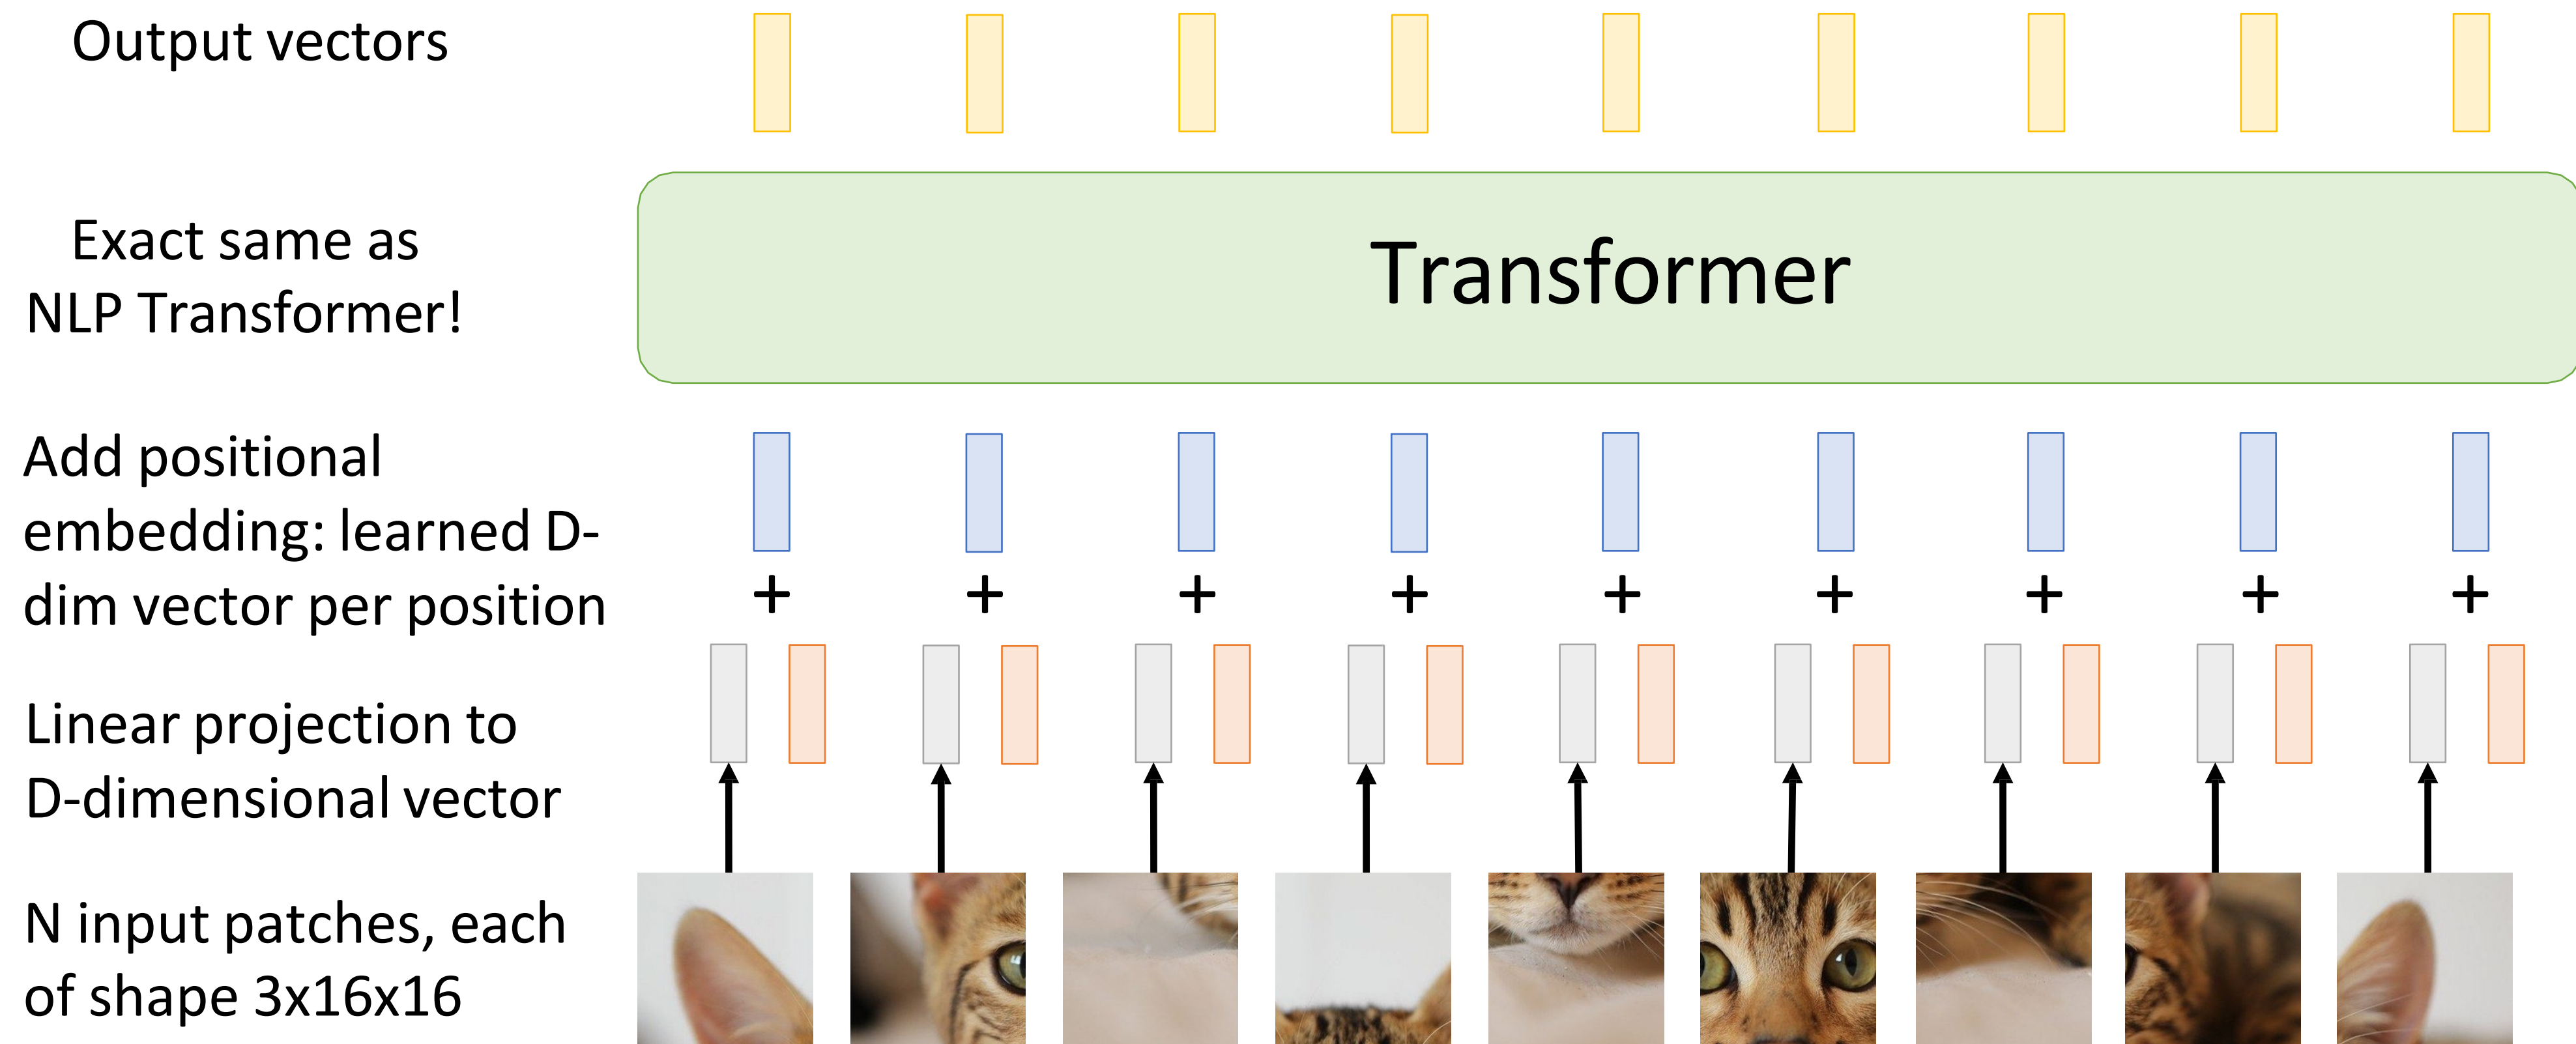 Output vectors
Exact same as
NLP Transformer!
Transformer
Add positional
embedding: learned D-
dim vector per position
+ + + + + + + + +
Linear projection to
D-dimensional vector
N input patches, each
of shape 3x16x16